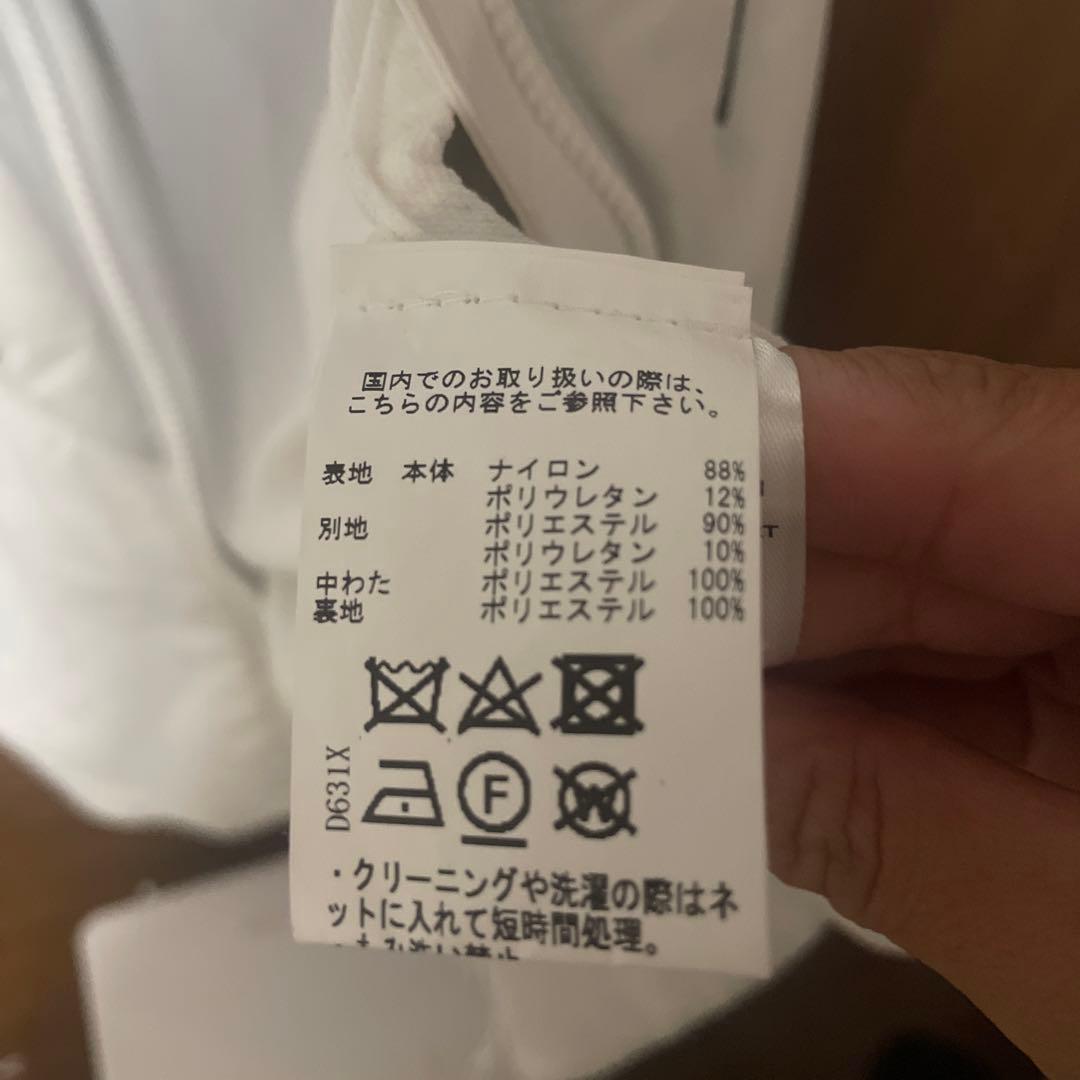 国内でのお取り扱いの際は、
こちらの内容をご参照下さい。
表地 本体 ナイロン 88%
ポリウレタン 12%
別地 ポリエステル 90%
ポリウレタン 10%
中わた ポリエステル 100%
裏地 ポリエステル 100%
D631X
F
W
・クリーニングや洗濯の際はネ
ットに入れて短時間処理。